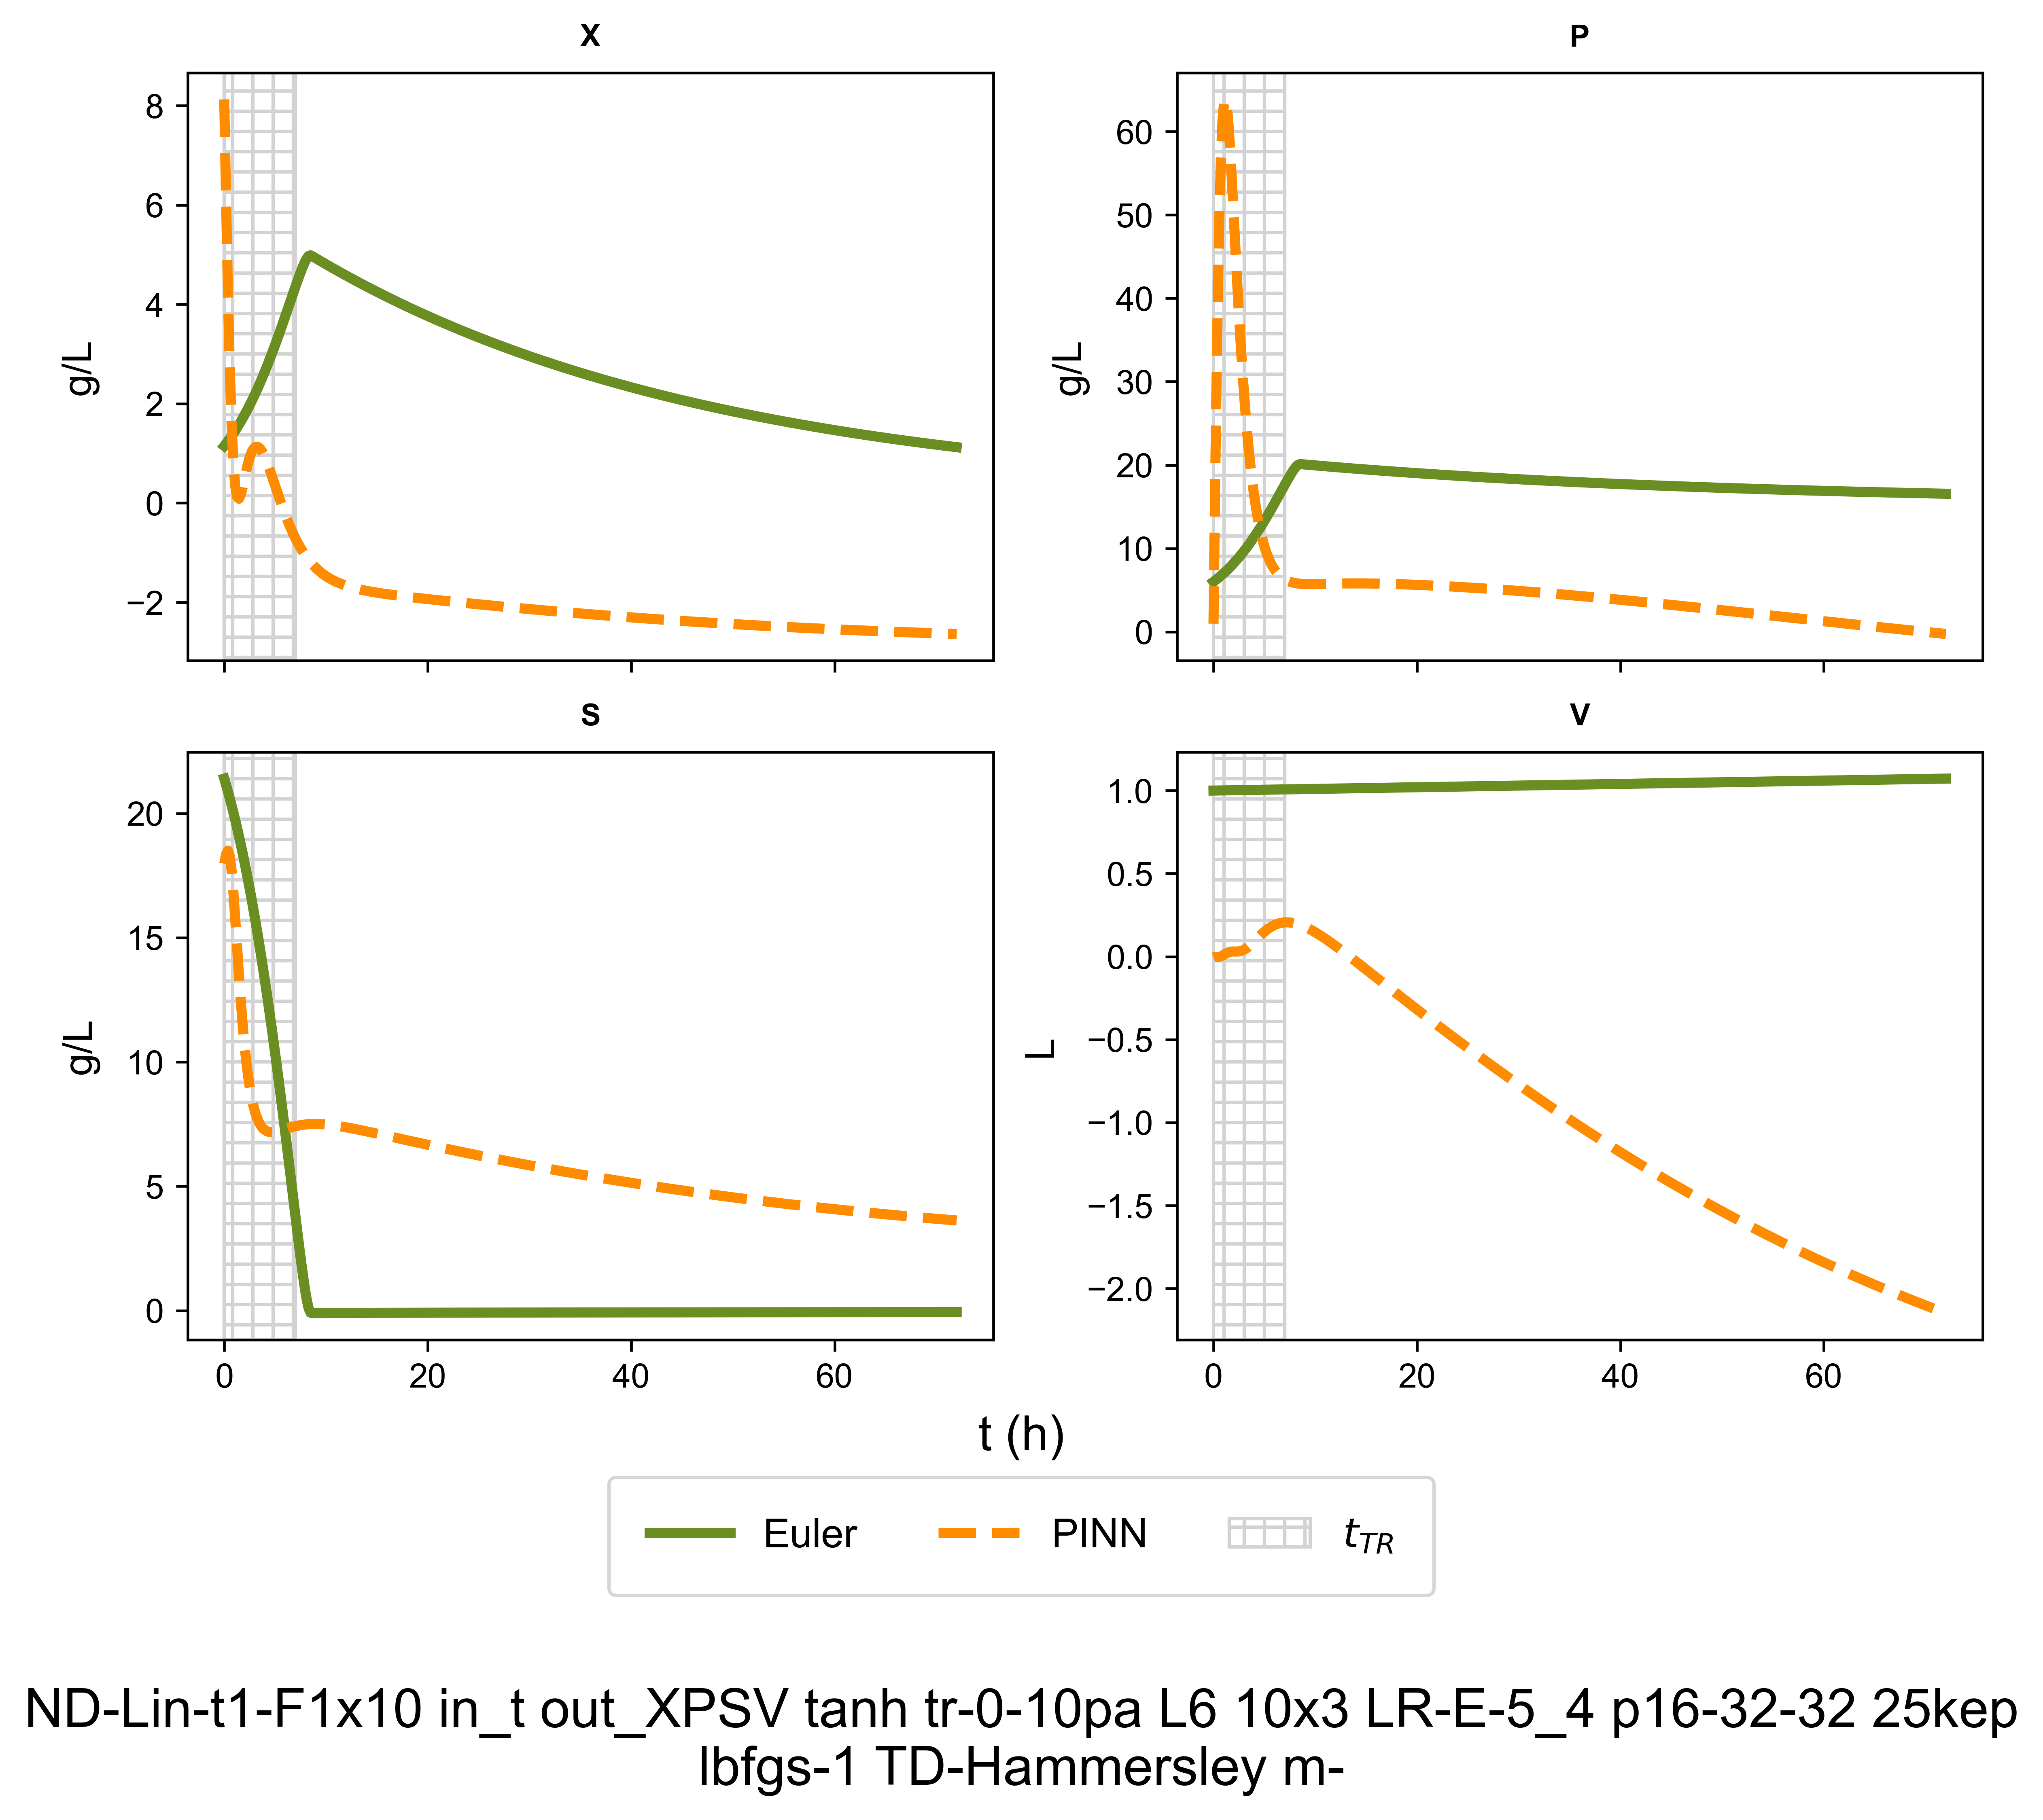 X
P
8
6
4
2
0
−2
g/L
60
50
40
30
20
10
0
g/L
S
V
20
15
10
5
0
g/L
0
20
40
60
1.0
0.5
0.0
−0.5
−1.0
−1.5
−2.0
L
0
20
40
60
t (h)
Euler
PINN
t_TR
ND-Lin-t1-F1x10 in_t out_XPSV tanh tr-0-10pa L6 10x3 LR-E-5_4 p16-32-32 25kep
lbfgs-1 TD-Hammersley m-